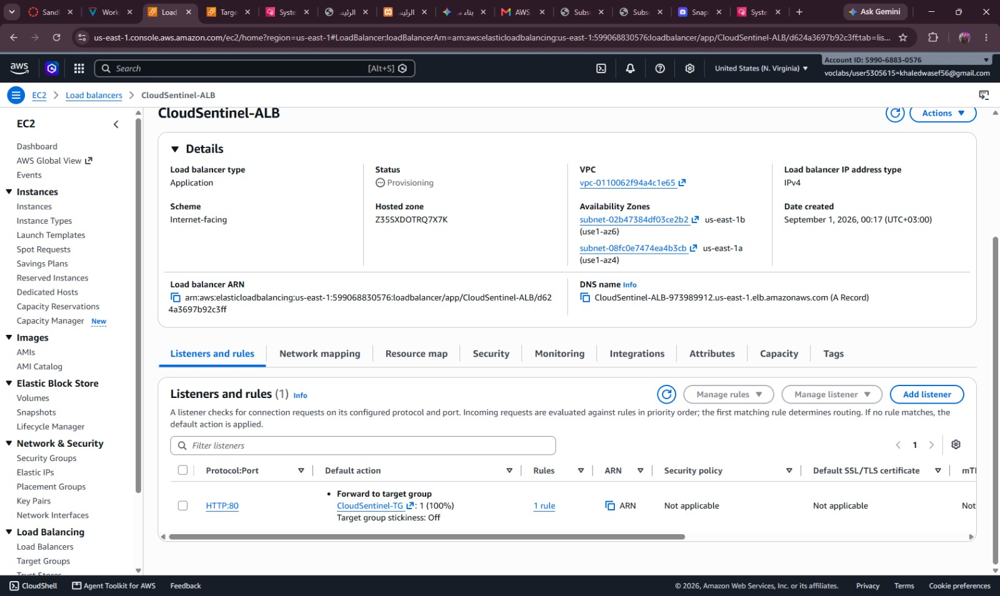 Sandl
Work
Load
Targe
Syste
الرئيس
الرئيس
بناء م
AWS
Subs
Subs
Snap
Syste
Ask Gemini
us-east-1.console.aws.amazon.com/ec2/home?region=us-east-1#LoadBalancer:loadBalancerArn=arn:aws:elasticloadbalancing:us-east-1:599068830576:loadbalancer/app/CloudSentinel-ALB/d624a3697b92c3ff;tab=lis...
aws
Search
[Alt+S]
United States (N. Virginia)
Account ID: 5990-6883-0576
voclabs/user5305615=khaledwasef56@gmail.com
EC2
Load balancers
CloudSentinel-ALB
EC2
Dashboard
AWS Global View
Events
Instances
Instances
Instance Types
Launch Templates
Spot Requests
Savings Plans
Reserved Instances
Dedicated Hosts
Capacity Reservations
Capacity Manager New
Images
AMIs
AMI Catalog
Elastic Block Store
Volumes
Snapshots
Lifecycle Manager
Network & Security
Security Groups
Elastic IPs
Placement Groups
Key Pairs
Network Interfaces
Load Balancing
Load Balancers
Target Groups
Trust Stores
CloudSentinel-ALB
Actions
Details
Load balancer type
Application
Status
Provisioning
VPC
vpc-0110062f94a4c1e65
Load balancer IP address type
IPv4
Scheme
Internet-facing
Hosted zone
Z35SXDOTRQ7X7K
Availability Zones
subnet-02b47384df03ce2b2 us-east-1b
(use1-az6)
subnet-08fc0e7474ea4b3cb us-east-1a
(use1-az4)
Date created
September 1, 2026, 00:17 (UTC+03:00)
Load balancer ARN
arn:aws:elasticloadbalancing:us-east-1:599068830576:loadbalancer/app/CloudSentinel-ALB/d62
4a3697b92c3ff
DNS name Info
CloudSentinel-ALB-973989912.us-east-1.elb.amazonaws.com (A Record)
Listeners and rules
Network mapping
Resource map
Security
Monitoring
Integrations
Attributes
Capacity
Tags
Listeners and rules (1) Info
Manage rules
Manage listener
Add listener
A listener checks for connection requests on its configured protocol and port. Incoming requests are evaluated against rules in priority order; the first matching rule determines routing. If no rule matches, the
default action is applied.
Filter listeners
1
Protocol:Port
Default action
Rules
ARN
Security policy
Default SSL/TLS certificate
mTL
HTTP:80
• Forward to target group
CloudSentinel-TG : 1 (100%)
Target group stickiness: Off
1 rule
ARN
Not applicable
Not applicable
Not
CloudShell
Agent Toolkit for AWS
Feedback
© 2026, Amazon Web Services, Inc. or its affiliates.
Privacy
Terms
Cookie preferences